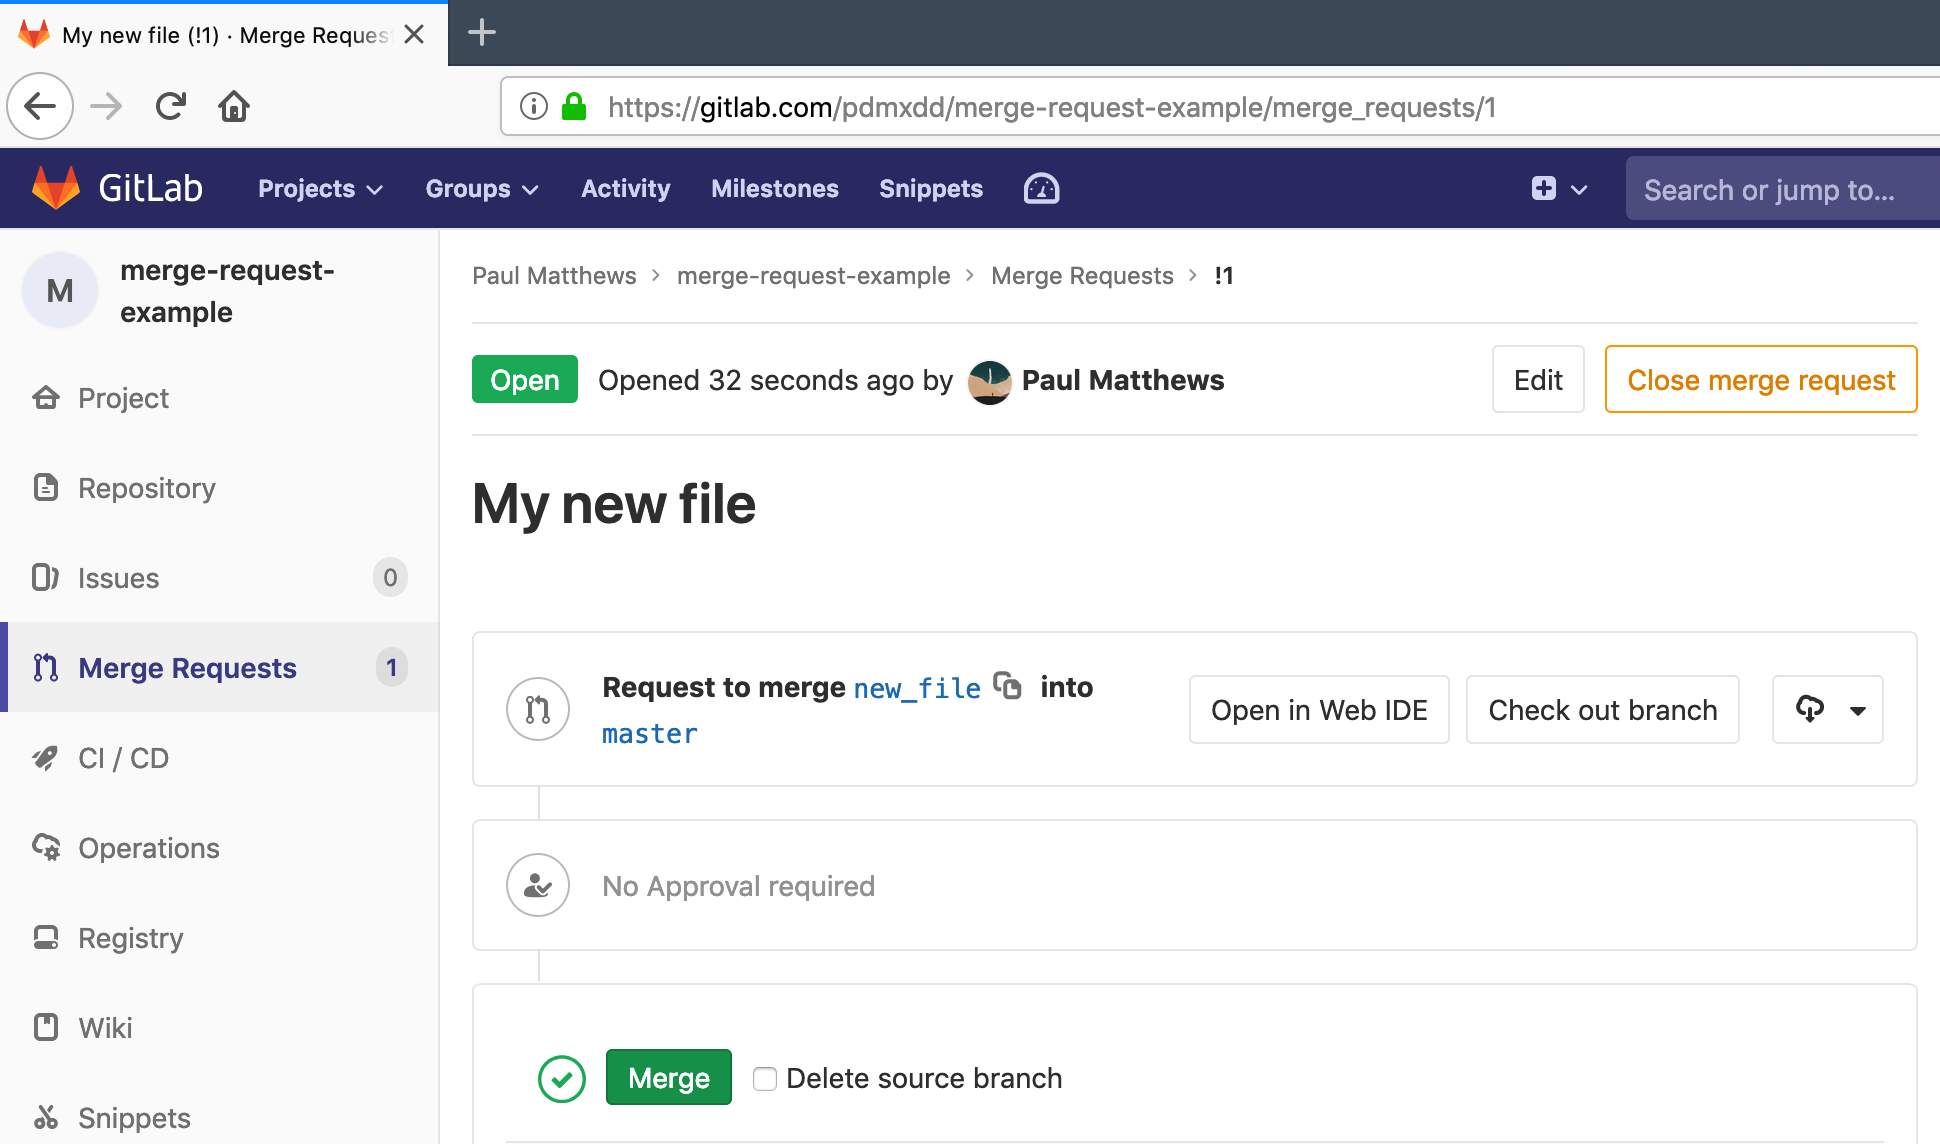 My new file (!1) · Merge Reques
https://gitlab.com/pdmxdd/merge-request-example/merge_requests/1
GitLab Projects Groups Activity Milestones Snippets Search or jump to...
M merge-request-
example
Project
Repository
Issues 0
Merge Requests 1
CI / CD
Operations
Registry
Wiki
Snippets
Paul Matthews > merge-request-example > Merge Requests > !1
Open Opened 32 seconds ago by Paul Matthews Edit Close merge request
My new file
Request to merge new_file into
master
Open in Web IDE Check out branch
No Approval required
Merge Delete source branch